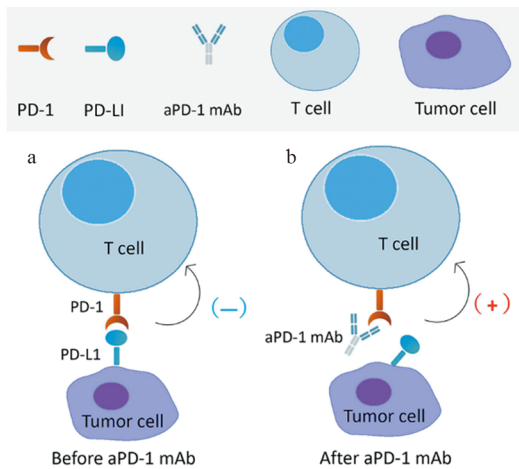 PD-1
PD-LI
aPD-1 mAb
T cell
Tumor cell
a
T cell
PD-1
(—)
PD-L1
Tumor cell
Before aPD-1 mAb
b
T cell
aPD-1 mAb
(+)
Tumor cell
After aPD-1 mAb